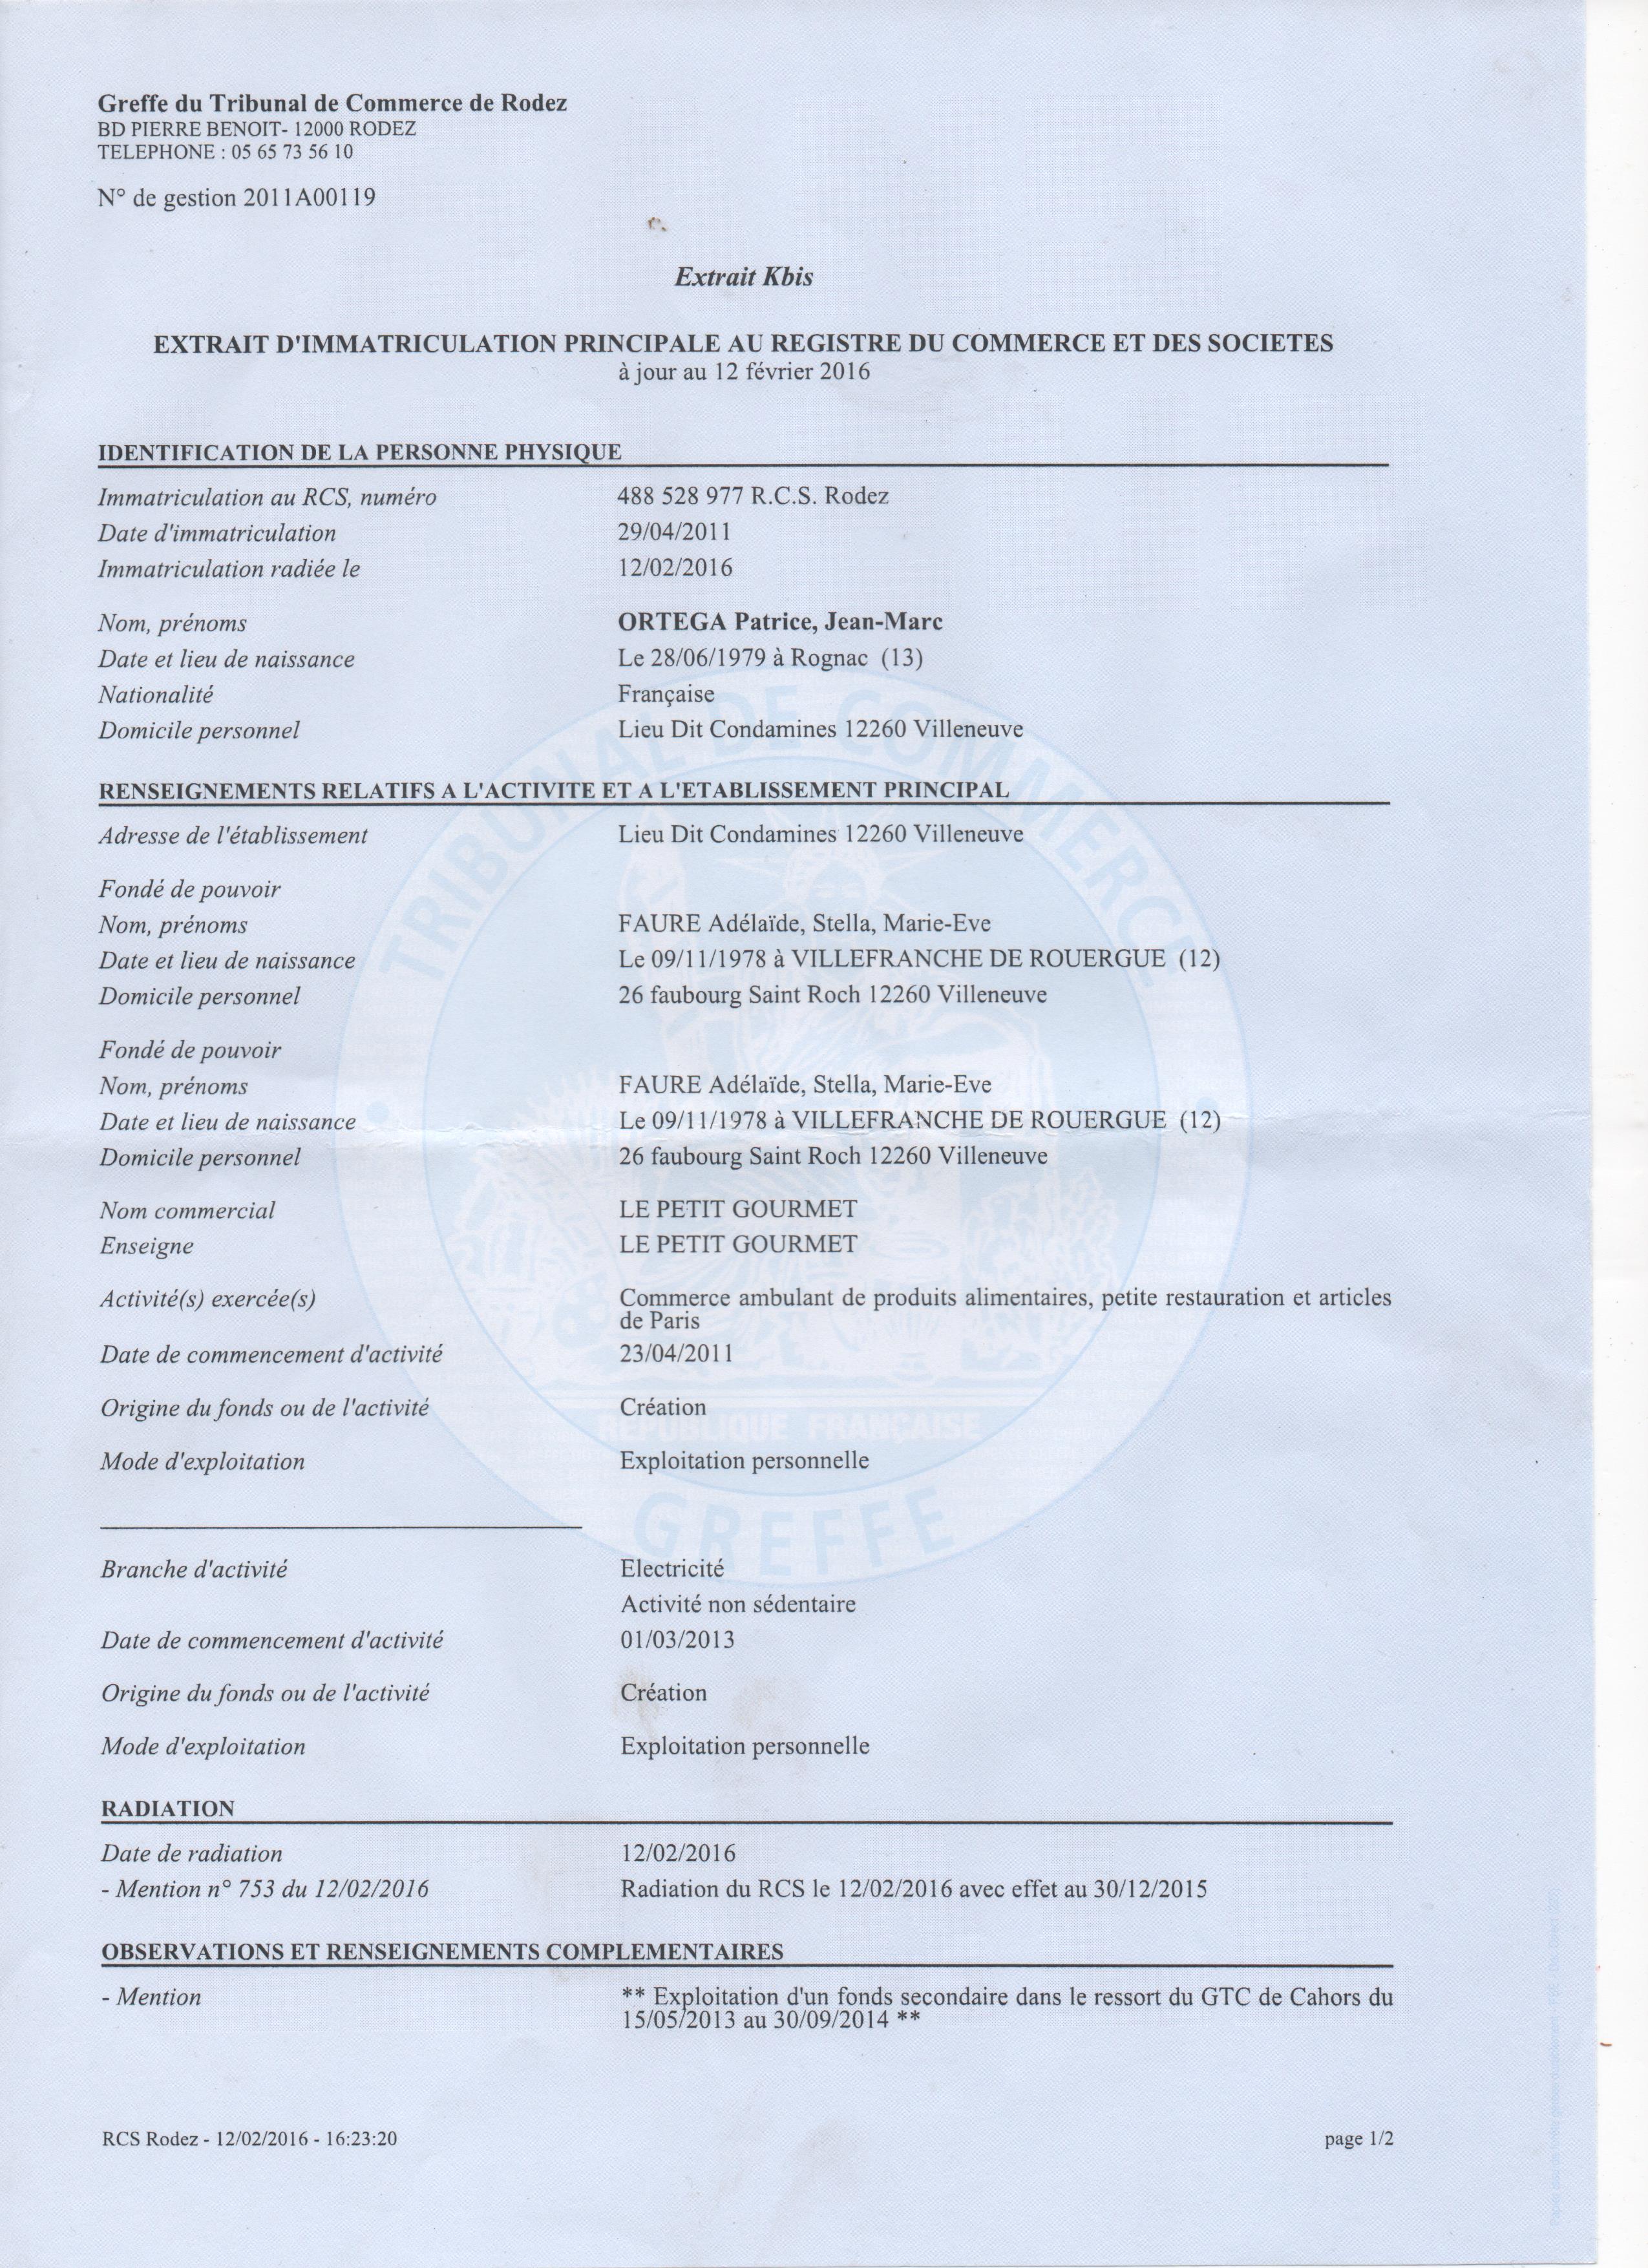 Greffe du Tribunal de Commerce de Rodez
BD PIERRE BENOIT- 12000 RODEZ
TELEPHONE : 05 65 73 56 10
N° de gestion 2011A00119
Extrait Kbis
EXTRAIT D'IMMATRICULATION PRINCIPALE AU REGISTRE DU COMMERCE ET DES SOCIETES
à jour au 12 février 2016
IDENTIFICATION DE LA PERSONNE PHYSIQUE
Immatriculation au RCS, numéro 488 528 977 R.C.S. Rodez
Date d'immatriculation 29/04/2011
Immatriculation radiée le 12/02/2016
Nom, prénoms ORTEGA Patrice, Jean-Marc
Date et lieu de naissance Le 28/06/1979 à Rognac (13)
Nationalité Française
Domicile personnel Lieu Dit Condamines 12260 Villeneuve
RENSEIGNEMENTS RELATIFS A L'ACTIVITE ET A L'ETABLISSEMENT PRINCIPAL
Adresse de l'établissement Lieu Dit Condamines 12260 Villeneuve
Fondé de pouvoir
Nom, prénoms FAURE Adélaïde, Stella, Marie-Eve
Date et lieu de naissance Le 09/11/1978 à VILLEFRANCHE DE ROUERGUE (12)
Domicile personnel 26 faubourg Saint Roch 12260 Villeneuve
Fondé de pouvoir
Nom, prénoms FAURE Adélaïde, Stella, Marie-Eve
Date et lieu de naissance Le 09/11/1978 à VILLEFRANCHE DE ROUERGUE (12)
Domicile personnel 26 faubourg Saint Roch 12260 Villeneuve
Nom commercial LE PETIT GOURMET
Enseigne LE PETIT GOURMET
Activité(s) exercée(s) Commerce ambulant de produits alimentaires, petite restauration et articles
de Paris
Date de commencement d'activité 23/04/2011
Origine du fonds ou de l'activité Création
Mode d'exploitation Exploitation personnelle
Branche d'activité Electricité
Activité non sédentaire
Date de commencement d'activité 01/03/2013
Origine du fonds ou de l'activité Création
Mode d'exploitation Exploitation personnelle
RADIATION
Date de radiation 12/02/2016
- Mention n° 753 du 12/02/2016 Radiation du RCS le 12/02/2016 avec effet au 30/12/2015
OBSERVATIONS ET RENSEIGNEMENTS COMPLEMENTAIRES
- Mention ** Exploitation d'un fonds secondaire dans le ressort du GTC de Cahors du
15/05/2013 au 30/09/2014 **
RCS Rodez - 12/02/2016 - 16:23:20 page 1/2
TRIBUNAL DE COMMERCE
REPUBLIQUE FRANÇAISE
GREFFE